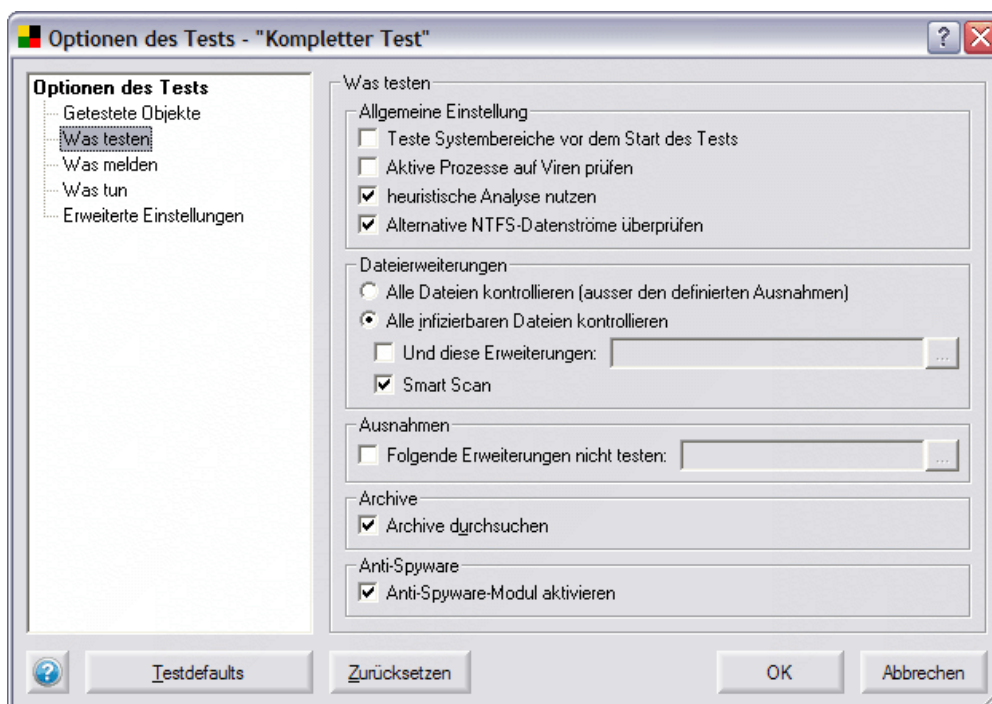 Optionen des Tests - "Kompletter Test"
Optionen des Tests
Getestete Objekte
Was testen
Was melden
Was tun
Erweiterte Einstellungen
Was testen
Allgemeine Einstellung
Teste Systembereiche vor dem Start des Tests
Aktive Prozesse auf Viren prüfen
heuristische Analyse nutzen
Alternative NTFS-Datenströme überprüfen
Dateierweiterungen
Alle Dateien kontrollieren (ausser den definierten Ausnahmen)
Alle infizierbaren Dateien kontrollieren
Und diese Erweiterungen: ...
Smart Scan
Ausnahmen
Folgende Erweiterungen nicht testen: ...
Archive
Archive durchsuchen
Anti-Spyware
Anti-Spyware-Modul aktivieren
Testdefaults Zurücksetzen OK Abbrechen